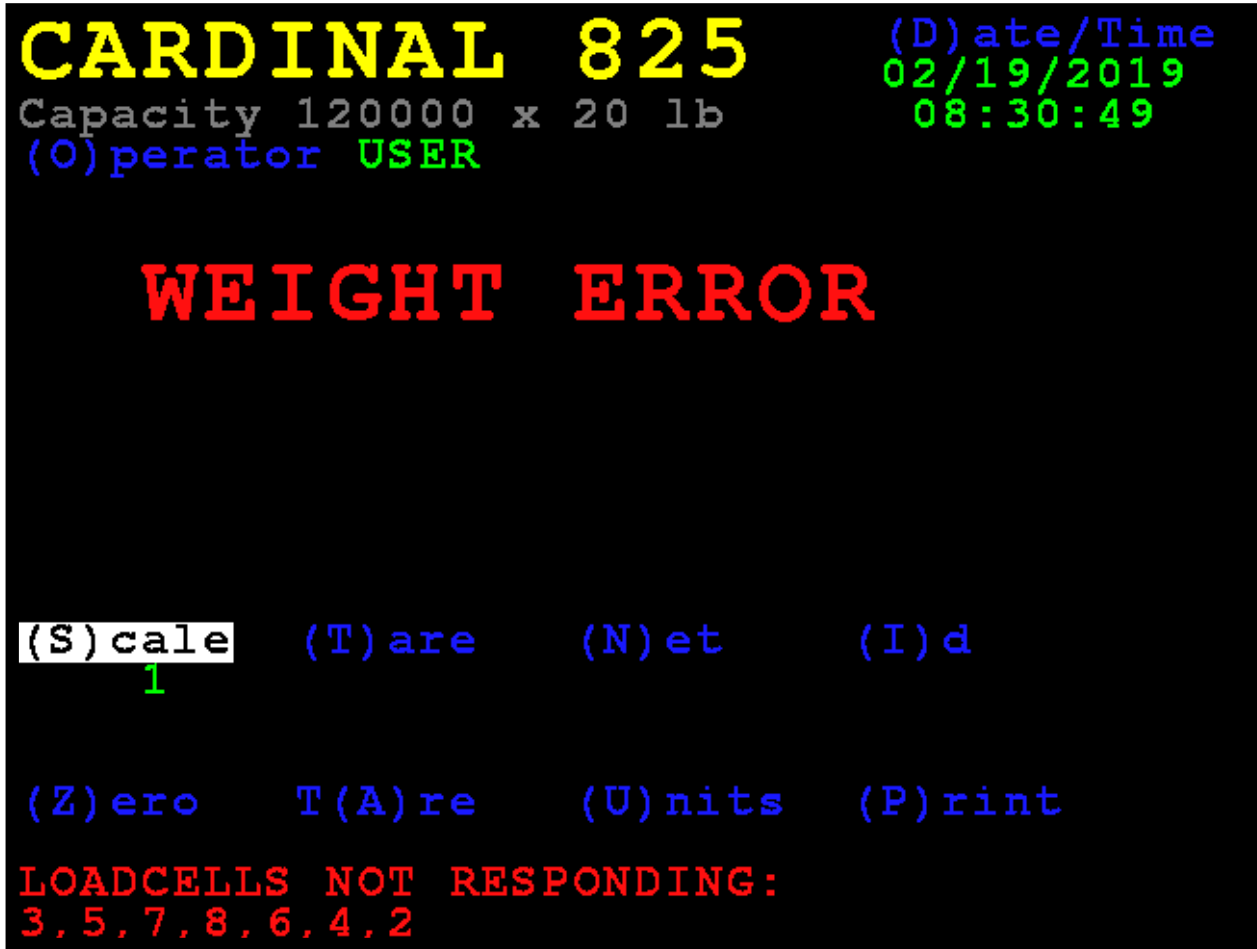 CARDINAL 825
(D)ate/Time
02/19/2019
Capacity 120000 x 20 lb
08:30:49
(O)perator USER
WEIGHT ERROR
(S)cale (T)are (N)et (I)d
1
(Z)ero T(A)re (U)nits (P)rint
LOADCELLS NOT RESPONDING:
3,5,7,8,6,4,2